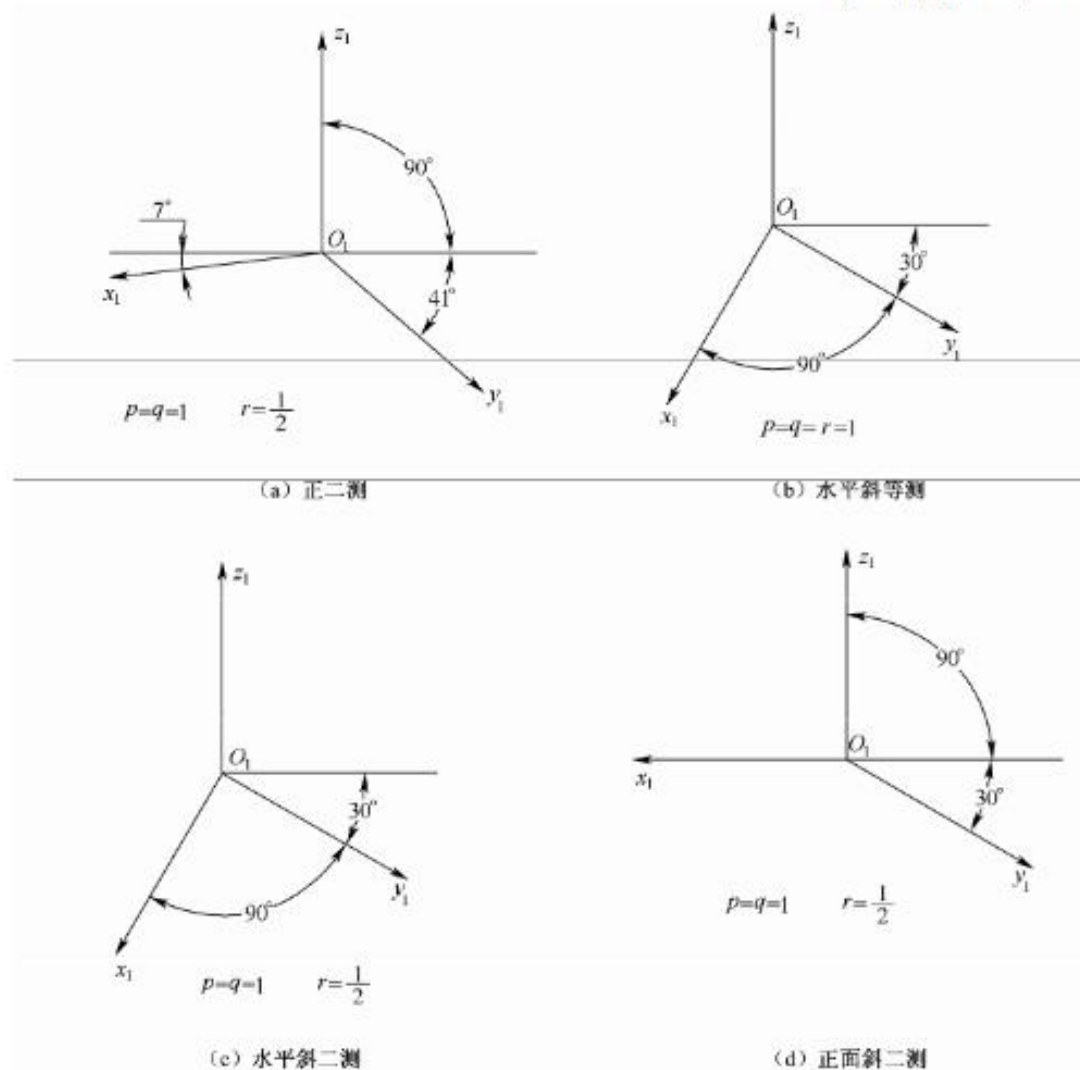 z₁
90°
7°
O₁
x₁
41°
y₁
p=q=1 r=1/2
(a) 正二测
z₁
O₁
30°
y₁
90°
x₁
p=q=r=1
(b) 水平斜等测
z₁
O₁
30°
y₁
90°
x₁
p=q=1 r=1/2
(c) 水平斜二测
z₁
90°
O₁
x₁
30°
y₁
p=q=1 r=1/2
(d) 正面斜二测